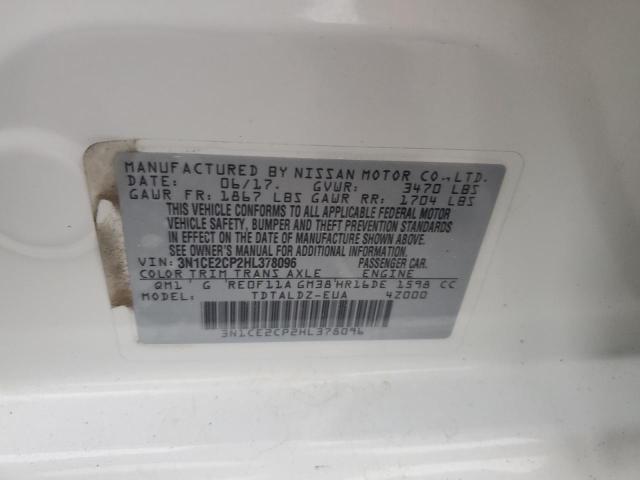 MANUFACTURED BY NISSAN MOTOR CO.,LTD.
DATE: 06/17. GVWR: 3470 LBS
GAWR FR: 1867 LBS GAWR RR: 1704 LBS
THIS VEHICLE CONFORMS TO ALL APPLICABLE FEDERAL MOTOR
VEHICLE SAFETY, BUMPER AND THEFT PREVENTION STANDARDS
IN EFFECT ON THE DATE OF MANUFACTURE SHOWN ABOVE.
SEE OWNER'S MANUAL FOR ADDITIONAL INFORMATION.
VIN: 3N1CE2CP2HL378096 PASSENGER CAR.
COLOR TRIM TRANS AXLE ENGINE
QM1 G RE0F11A GM38 HR16DE 1598 CC
MODEL: TDTALDZ-EUA 4Z000
3N1CE2CP2HL378096